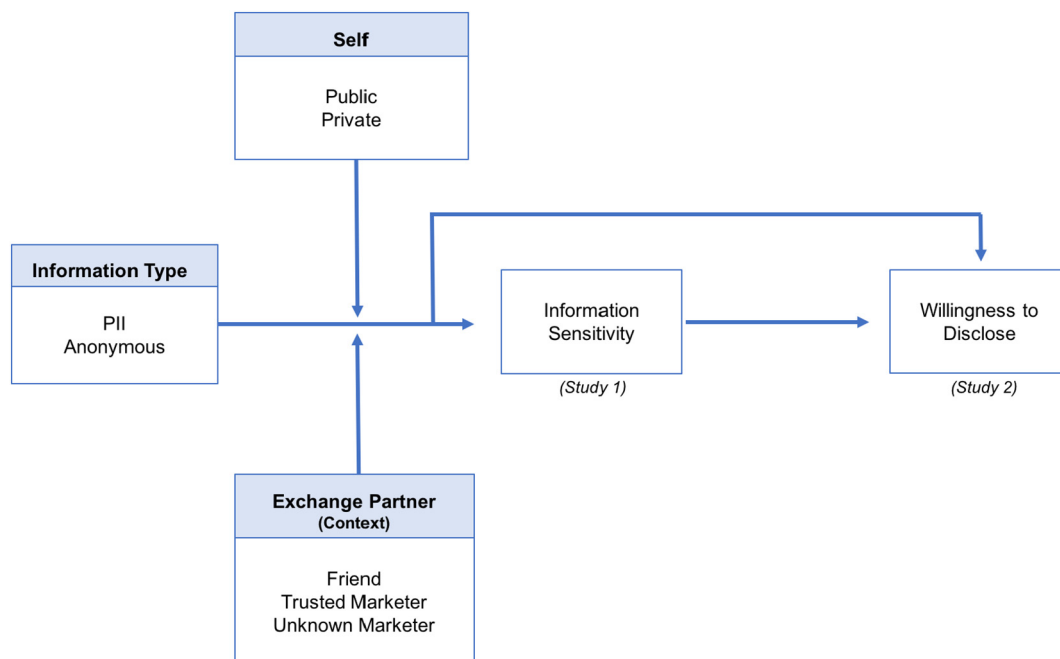 Self
Public
Private
Information Type
PII
Anonymous
Information
Sensitivity
(Study 1)
Willingness to
Disclose
(Study 2)
Exchange Partner
(Context)
Friend
Trusted Marketer
Unknown Marketer